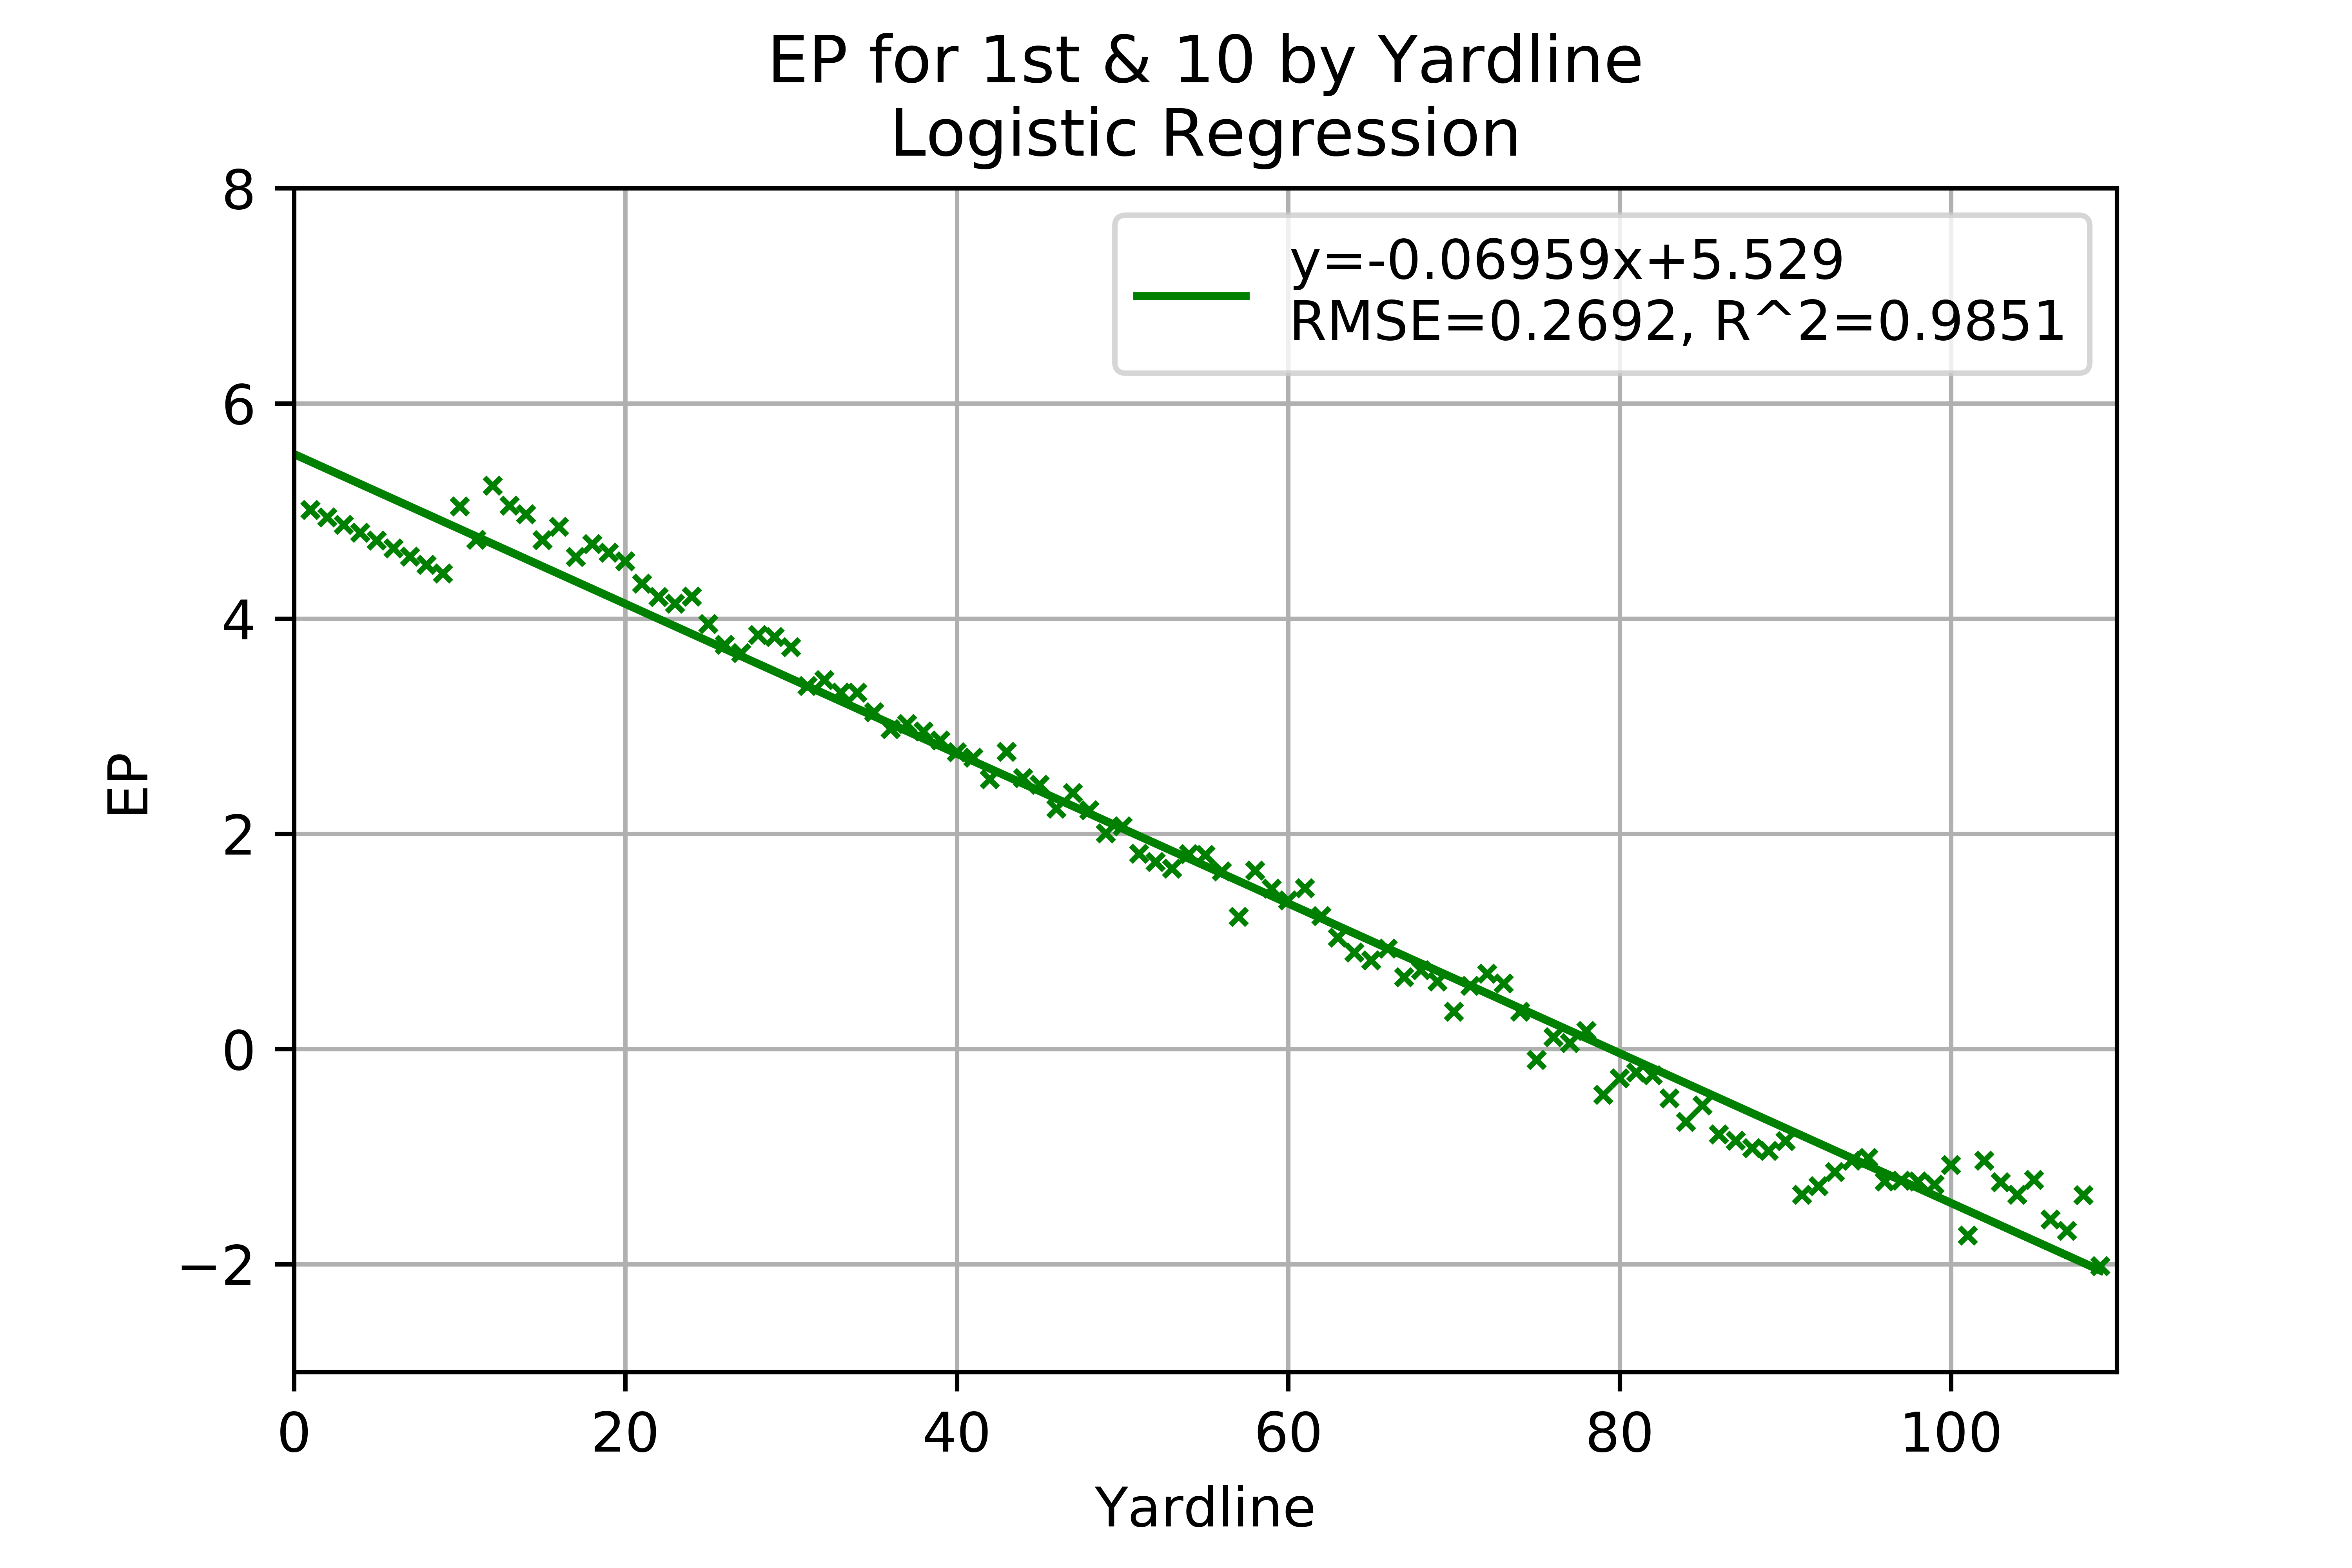 EP for 1st & 10 by Yardline
Logistic Regression
y=-0.06959x+5.529
RMSE=0.2692, R^2=0.9851
8
6
4
2
0
−2
EP
0 20 40 60 80 100
Yardline